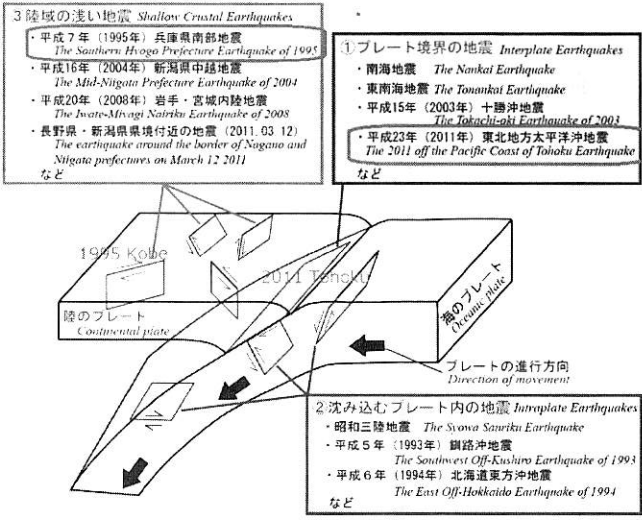 3 陸域の浅い地震 Shallow Crustal Earthquakes
・平成7年（1995年）兵庫県南部地震
The Southern Hyogo Prefecture Earthquake of 1995
・平成16年（2004年）新潟県中越地震
The Mid-Niigata Prefecture Earthquake of 2004
・平成20年（2008年）岩手・宮城内陸地震
The Iwate-Miyagi Nairiku Earthquake of 2008
・長野県・新潟県県境付近の地震（2011.03.12）
The earthquake around the border of Nagano and
Niigata prefectures on March 12 2011
など
①プレート境界の地震 Interplate Earthquakes
・南海地震 The Nankai Earthquake
・東南海地震 The Tonankai Earthquake
・平成15年（2003年）十勝沖地震
The Tokachi-oki Earthquake of 2003
・平成23年（2011年）東北地方太平洋沖地震
The 2011 off the Pacific Coast of Tohoku Earthquake
など
1995 Kobe
2011 Tohoku
陸のプレート
Continental plate
海のプレート
Oceanic plate
プレートの進行方向
Direction of movement
②沈み込むプレート内の地震 Intraplate Earthquakes
・昭和三陸地震 The Syowa Sanriku Earthquake
・平成5年（1993年）釧路沖地震
The Southwest Off-Kushiro Earthquake of 1993
・平成6年（1994年）北海道東方沖地震
The East Off-Hokkaido Earthquake of 1994
など